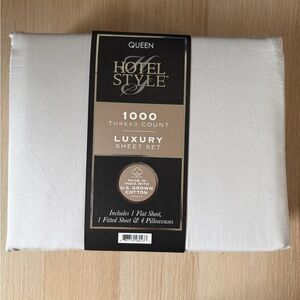 QUEEN
HOTEL
STYLE™
1000
THREAD COUNT
LUXURY
SHEET SET
MADE IN
INDIA WITH
U.S. GROWN
COTTON
Includes 1 Flat Sheet,
1 Fitted Sheet & 4 Pillowcases